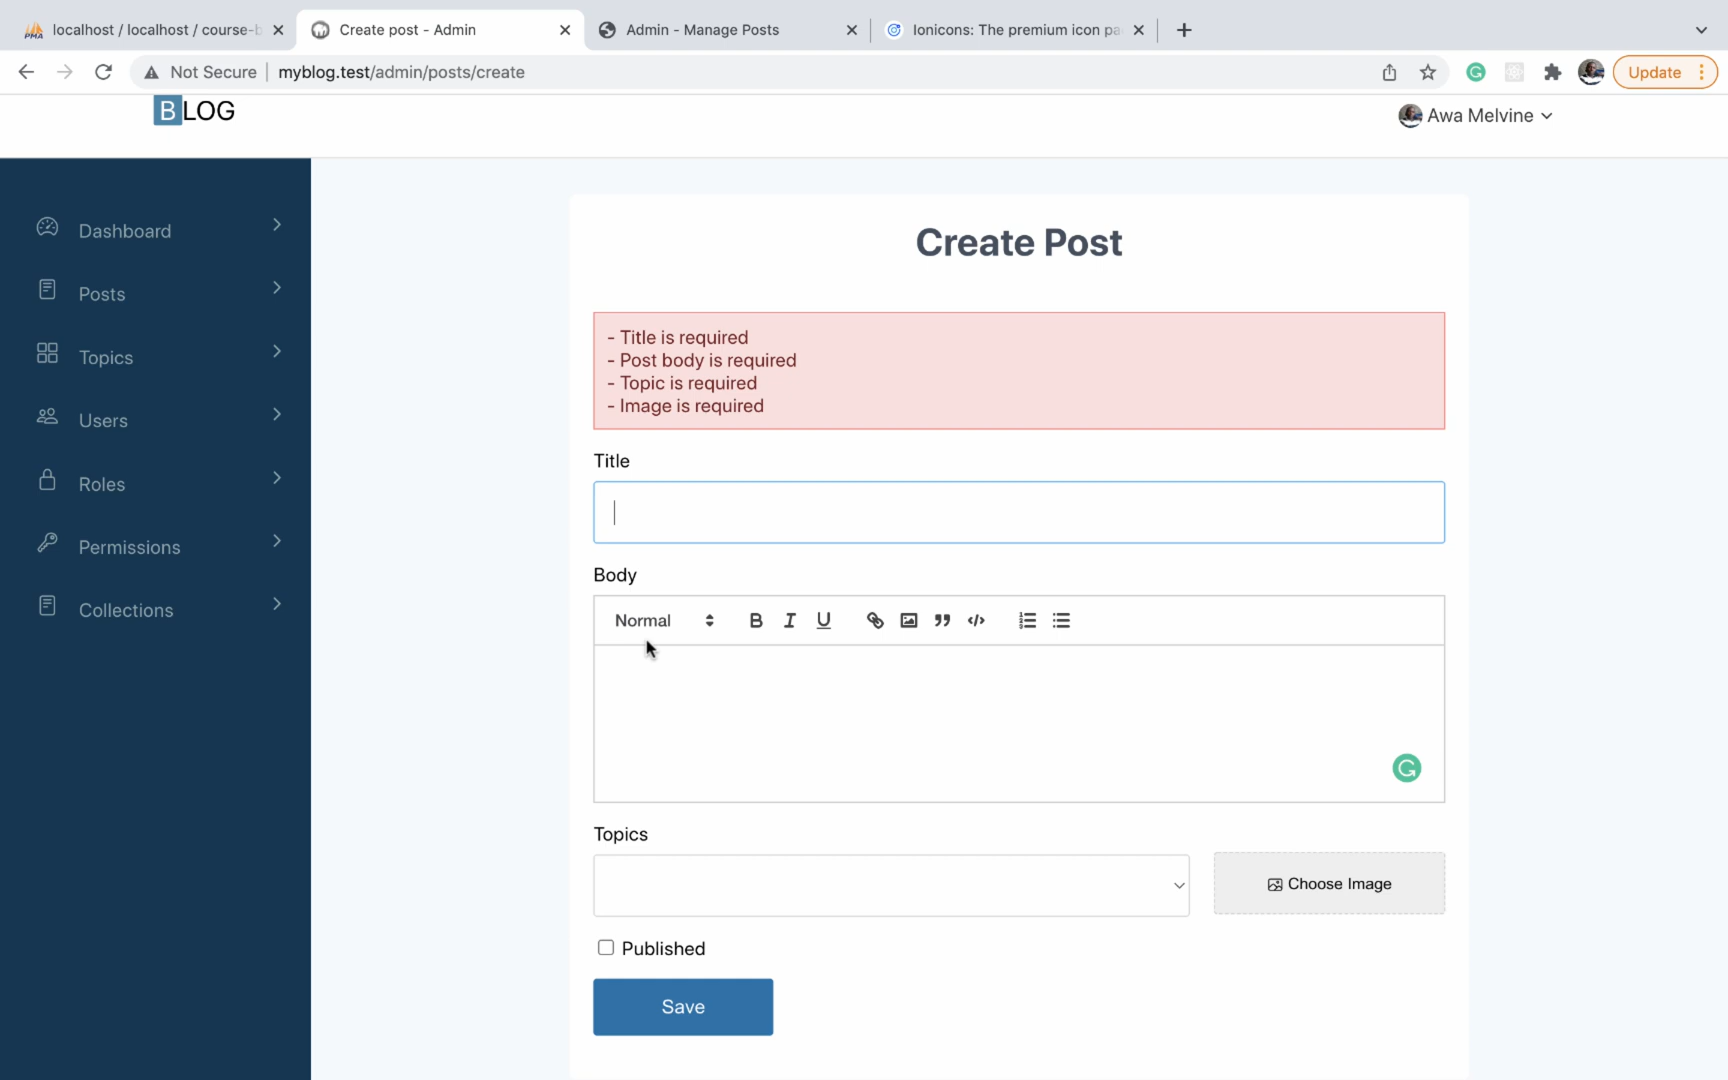 localhost / localhost / course-b
Create post - Admin
Admin - Manage Posts
Ionicons: The premium icon pa
Not Secure
myblog.test/admin/posts/create
Update
BLOG
Awa Melvine
Dashboard
Posts
Topics
Users
Roles
Permissions
Collections
Create Post
- Title is required
- Post body is required
- Topic is required
- Image is required
Title
Body
Normal
Topics
Choose Image
Published
Save